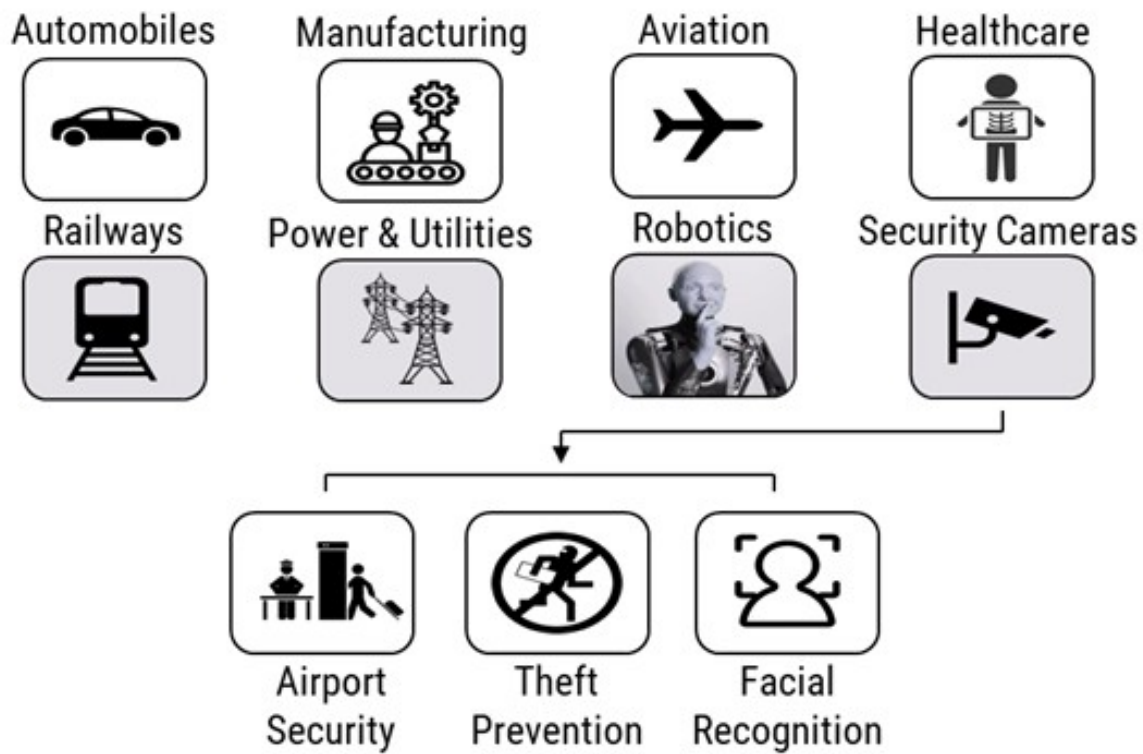 Automobiles
Manufacturing
Aviation
Healthcare
Railways
Power & Utilities
Robotics
Security Cameras
Airport
Security
Theft
Prevention
Facial
Recognition